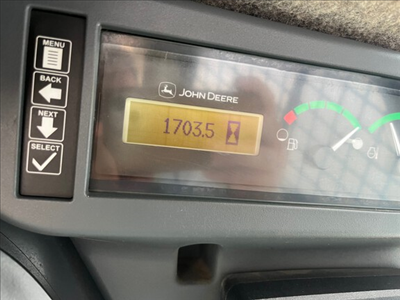 MENU
BACK
NEXT
SELECT
JOHN DEERE
1703.5